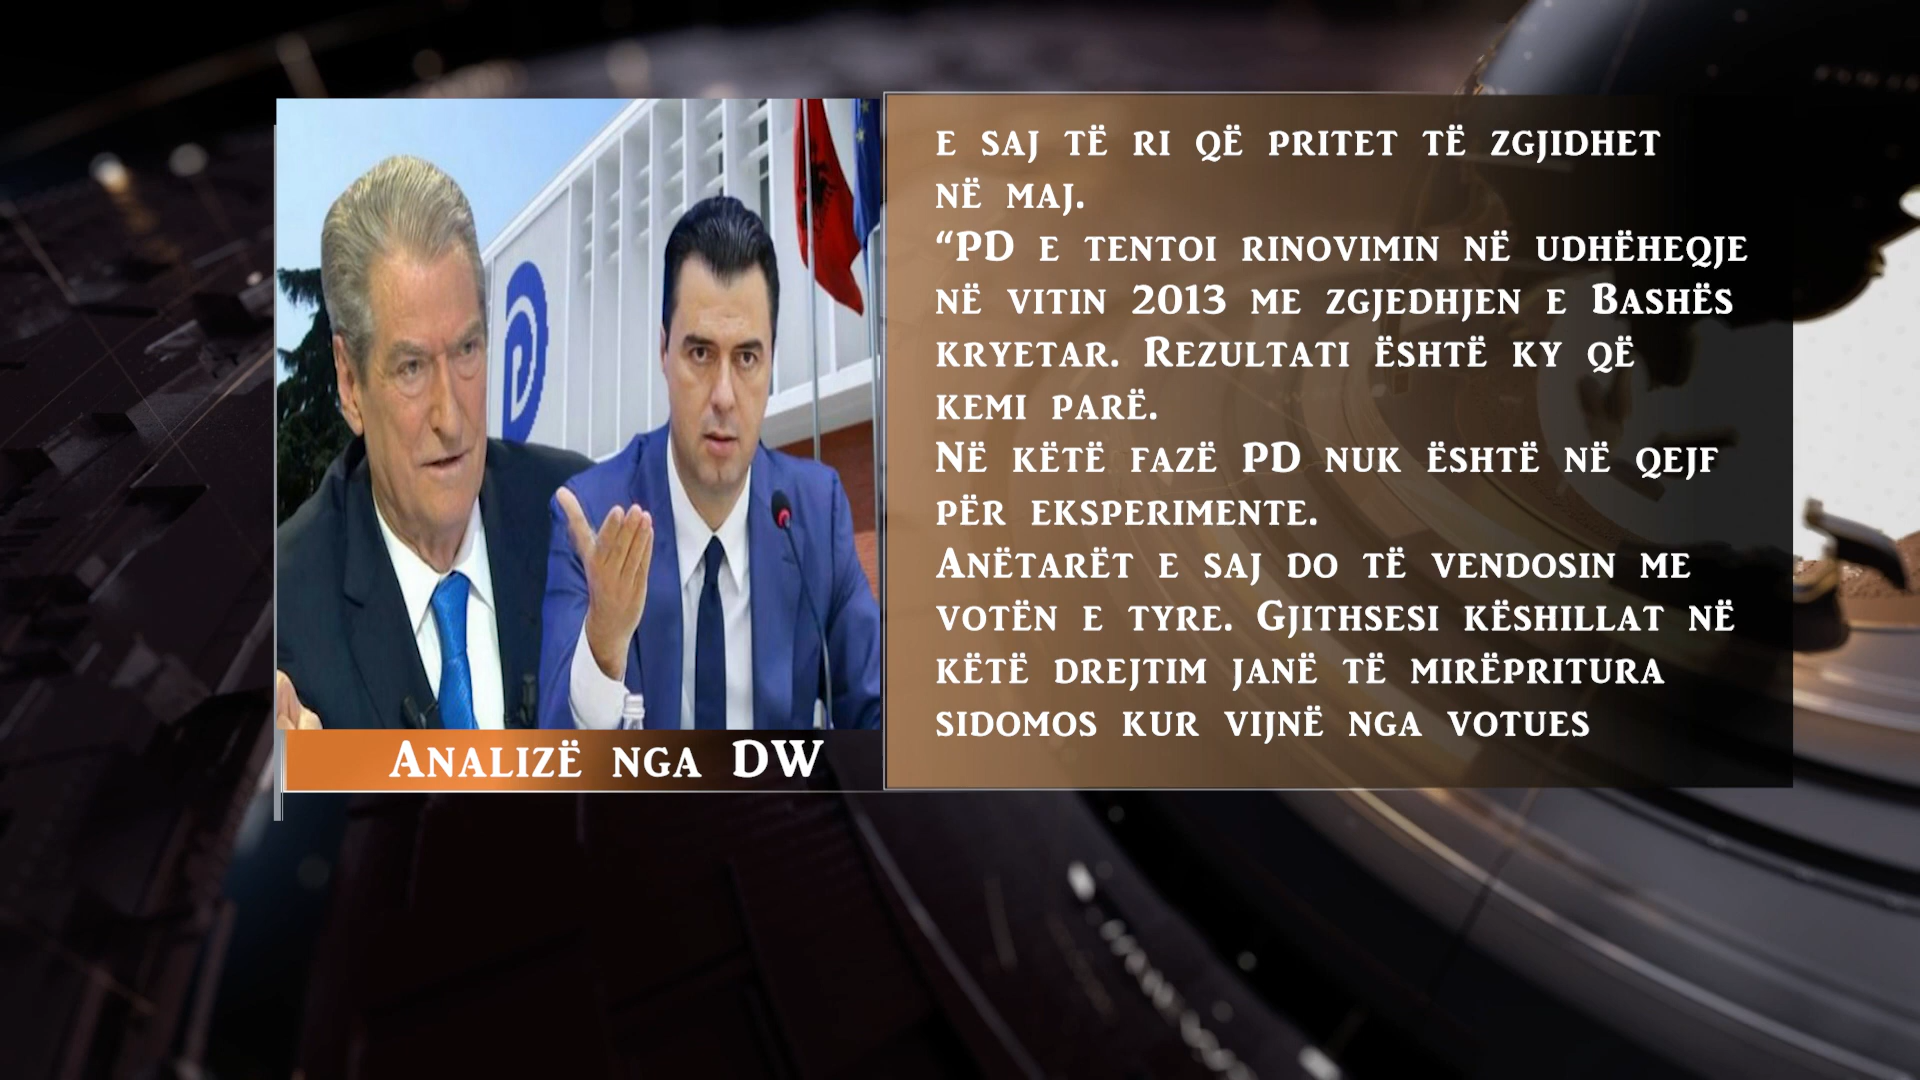 E SAJ TË RI QË PRITET TË ZGJIDHET
NË MAJ.
“PD E TENTOI RINOVIMIN NË UDHËHEQJE
NË VITIN 2013 ME ZGJEDHJEN E BASHËS
KRYETAR. REZULTATI ËSHTË KY QË
KEMI PARË.
NË KËTË FAZË PD NUK ËSHTË NË QEJF
PËR EKSPERIMENTE.
ANËTARËT E SAJ DO TË VENDOSIN ME
VOTËN E TYRE. GJITHSESI KËSHILLAT NË
KËTË DREJTIM JANË TË MIRËPRITURA
SIDOMOS KUR VIJNË NGA VOTUES
ANALIZË NGA DW